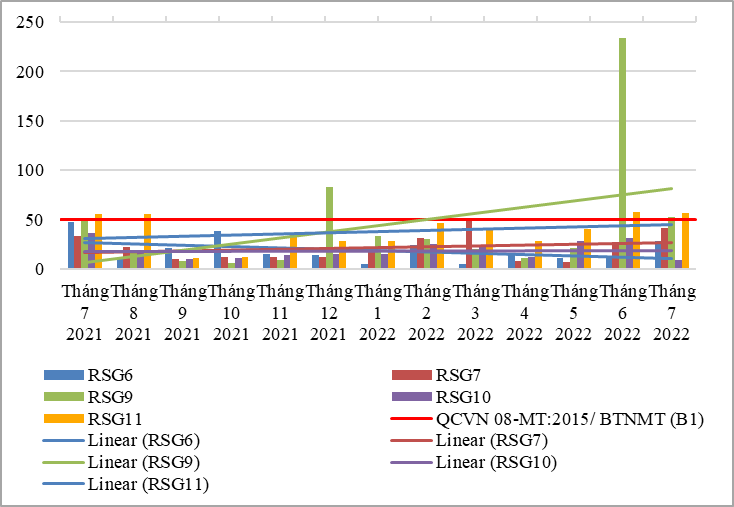 250
200
150
100
50
0
Tháng Tháng Tháng Tháng Tháng Tháng Tháng Tháng Tháng Tháng Tháng Tháng Tháng
7 8 9 10 11 12 1 2 3 4 5 6 7
2021 2021 2021 2021 2021 2021 2022 2022 2022 2022 2022 2022 2022
RSG6 RSG7
RSG9 RSG10
RSG11 QCVN 08-MT:2015/ BTNMT (B1)
Linear (RSG6) Linear (RSG7)
Linear (RSG9) Linear (RSG10)
Linear (RSG11)